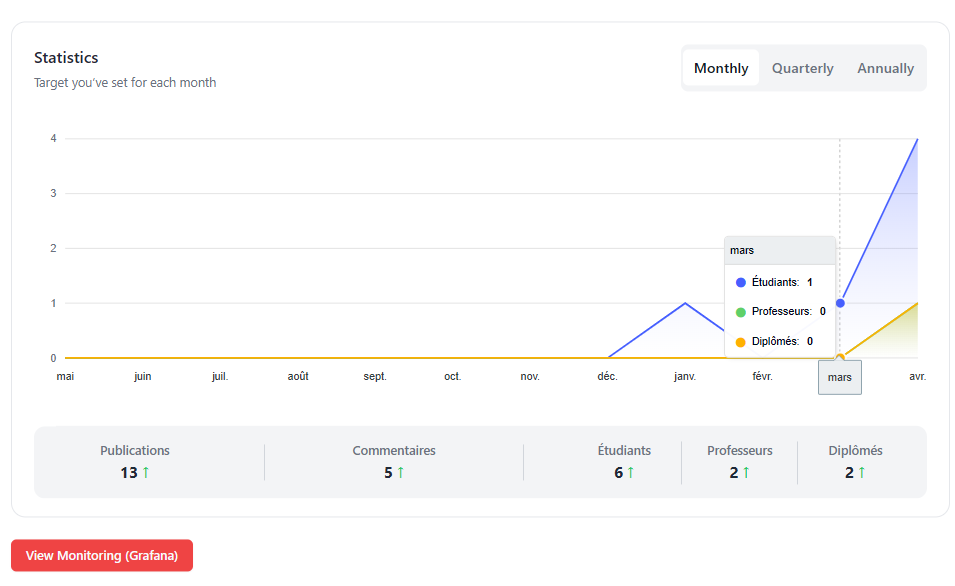 Statistics
Target you've set for each month
Monthly Quarterly Annually
4
3
2
1
0
mars
Étudiants: 1
Professeurs: 0
Diplômés: 0
mai juin juil. août sept. oct. nov. déc. janv. févr. mars avr.
Publications Commentaires Étudiants Professeurs Diplômés
13 ↑ 5 ↑ 6 ↑ 2 ↑ 2 ↑
View Monitoring (Grafana)